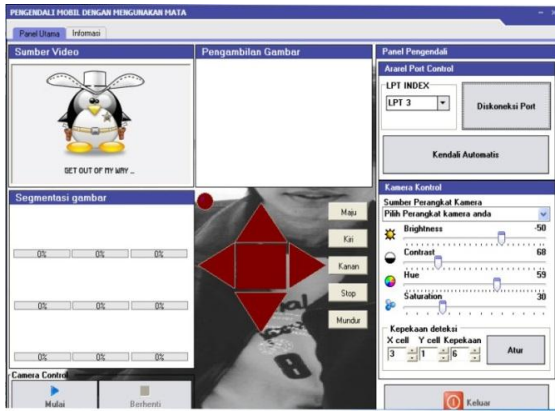 PENGENDALI MOBIL DENGAN MENGUNAKAN MATA
Panel Utama Infomasi
Sumber Video
GET OUT OF MY WAY ...
Pengambilan Gambar
Segmentasi gambar
0% 0% 0%
0% 0% 0%
0% 0% 0%
Camera Control
Mulai
Berhenti
Maju
Kiri
Kanan
Stop
Mundur
Panel Pengendali
Ararel Port Control
LPT INDEX
LPT 3
Diskoneksi Port
Kendali Automatis
Kamera Kontrol
Sumber Perangkat Kamera
Pilih Perangkat kamera anda
Brightness -50
Contrast 68
Hue 59
Saturation 30
Kepekaan deteksi
X cell Y cell Kepekaan
3 1 6
Atur
Keluar